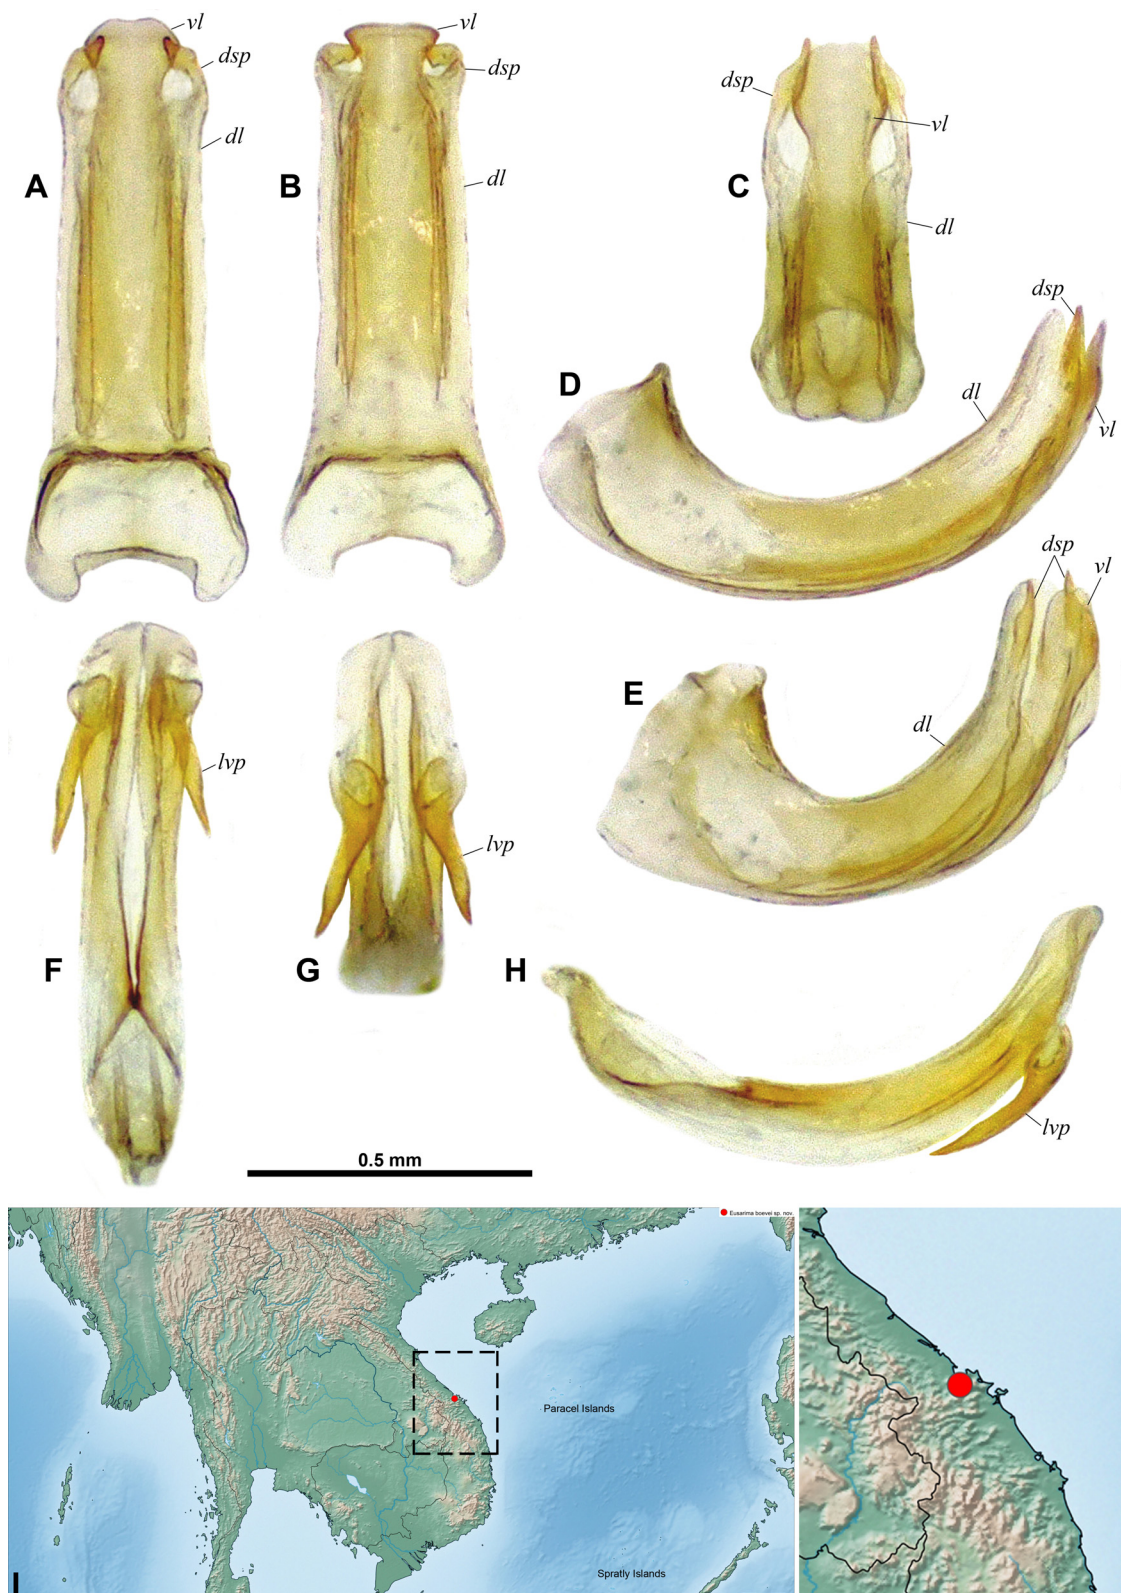 vl
dsp
dl
A
vl
dsp
dl
B
dsp
vl
dl
C
dsp
dl
vl
D
dsp
vl
dl
E
lvp
F
lvp
G
lvp
H
0.5 mm
Eusarima boevei sp. nov.
Paracel Islands
Spratly Islands
I